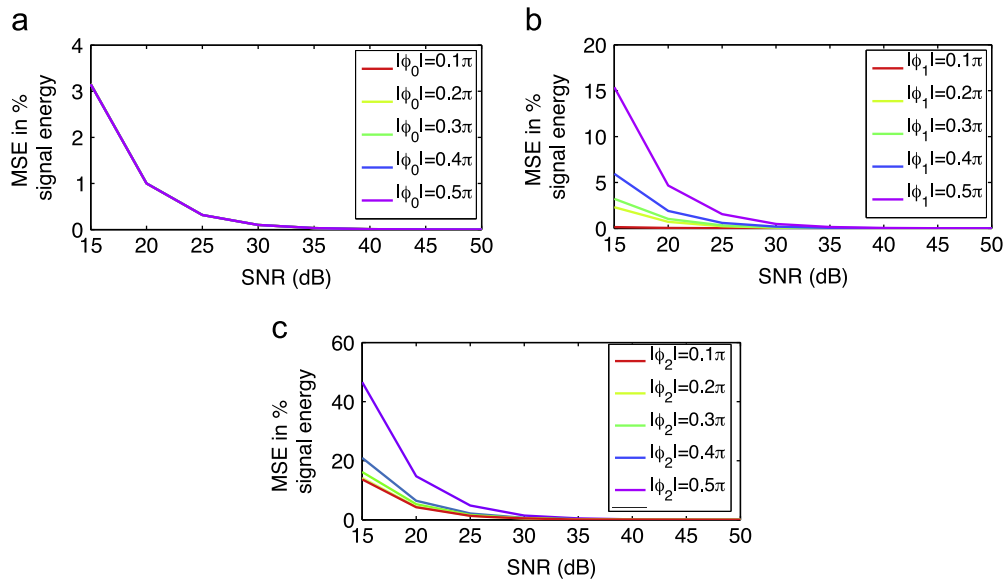 a
4
3
2
1
0
MSE in %
signal energy
15 20 25 30 35 40 45 50
SNR (dB)
|ϕ0|=0.1π
|ϕ0|=0.2π
|ϕ0|=0.3π
|ϕ0|=0.4π
|ϕ0|=0.5π
b
20
15
10
5
0
MSE in %
signal energy
15 20 25 30 35 40 45 50
SNR (dB)
|ϕ1|=0.1π
|ϕ1|=0.2π
|ϕ1|=0.3π
|ϕ1|=0.4π
|ϕ1|=0.5π
c
60
40
20
0
MSE in %
signal energy
15 20 25 30 35 40 45 50
SNR (dB)
|ϕ2|=0.1π
|ϕ2|=0.2π
|ϕ2|=0.3π
|ϕ2|=0.4π
|ϕ2|=0.5π